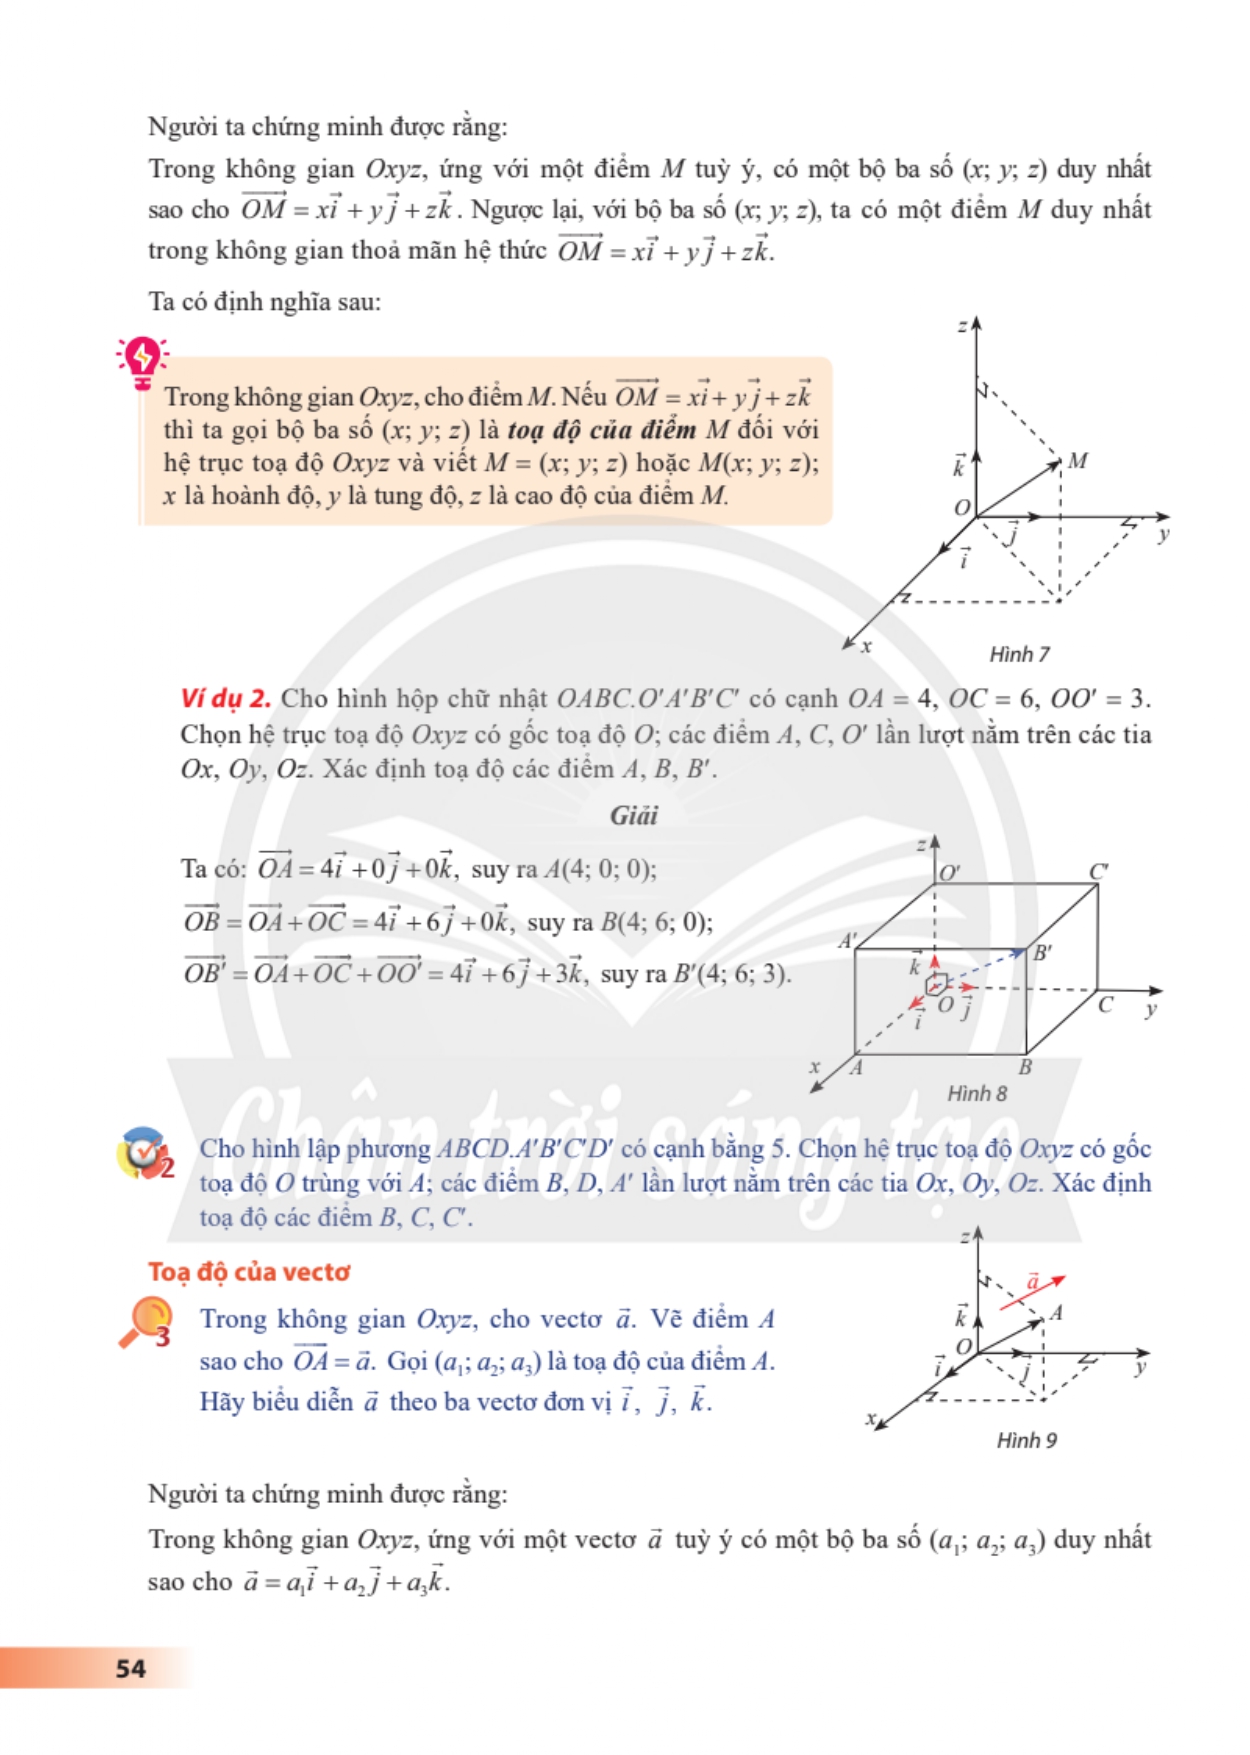 Người ta chứng minh được rằng:
Trong không gian Oxyz, ứng với một điểm M tuỳ ý, có một bộ ba số (x; y; z) duy nhất
sao cho $\overrightarrow{OM} = x\vec{i} + y\vec{j} + z\vec{k}$. Ngược lại, với bộ ba số (x; y; z), ta có một điểm M duy nhất
trong không gian thoả mãn hệ thức $\overrightarrow{OM} = x\vec{i} + y\vec{j} + z\vec{k}$.
Ta có định nghĩa sau:
Trong không gian Oxyz, cho điểm M. Nếu $\overrightarrow{OM} = x\vec{i} + y\vec{j} + z\vec{k}$
thì ta gọi bộ ba số (x; y; z) là toạ độ của điểm M đối với
hệ trục toạ độ Oxyz và viết M = (x; y; z) hoặc M(x; y; z);
x là hoành độ, y là tung độ, z là cao độ của điểm M.
z
$\vec{k}$
M
O
$\vec{j}$
y
$\vec{i}$
x
Hình 7
Ví dụ 2. Cho hình hộp chữ nhật OABC.O′A′B′C′ có cạnh OA = 4, OC = 6, OO′ = 3.
Chọn hệ trục toạ độ Oxyz có gốc toạ độ O; các điểm A, C, O′ lần lượt nằm trên các tia
Ox, Oy, Oz. Xác định toạ độ các điểm A, B, B′.
Giải
Ta có: $\overrightarrow{OA} = 4\vec{i} + 0\vec{j} + 0\vec{k}$, suy ra A(4; 0; 0);
$\overrightarrow{OB} = \overrightarrow{OA} + \overrightarrow{OC} = 4\vec{i} + 6\vec{j} + 0\vec{k}$, suy ra B(4; 6; 0);
$\overrightarrow{OB'} = \overrightarrow{OA} + \overrightarrow{OC} + \overrightarrow{OO'} = 4\vec{i} + 6\vec{j} + 3\vec{k}$, suy ra B′(4; 6; 3).
z
O′
C′
A′
B′
$\vec{k}$
O
$\vec{j}$
$\vec{i}$
C
y
x
A
B
Hình 8
Chân trời sáng tạo
2
Cho hình lập phương ABCD.A′B′C′D′ có cạnh bằng 5. Chọn hệ trục toạ độ Oxyz có gốc
toạ độ O trùng với A; các điểm B, D, A′ lần lượt nằm trên các tia Ox, Oy, Oz. Xác định
toạ độ các điểm B, C, C′.
Toạ độ của vectơ
3
Trong không gian Oxyz, cho vectơ $\vec{a}$. Vẽ điểm A
sao cho $\overrightarrow{OA} = \vec{a}$. Gọi (a₁; a₂; a₃) là toạ độ của điểm A.
Hãy biểu diễn $\vec{a}$ theo ba vectơ đơn vị $\vec{i}$, $\vec{j}$, $\vec{k}$.
z
$\vec{a}$
$\vec{k}$
A
O
$\vec{i}$
$\vec{j}$
y
x
Hình 9
Người ta chứng minh được rằng:
Trong không gian Oxyz, ứng với một vectơ $\vec{a}$ tuỳ ý có một bộ ba số (a₁; a₂; a₃) duy nhất
sao cho $\vec{a} = a_1\vec{i} + a_2\vec{j} + a_3\vec{k}$.
54